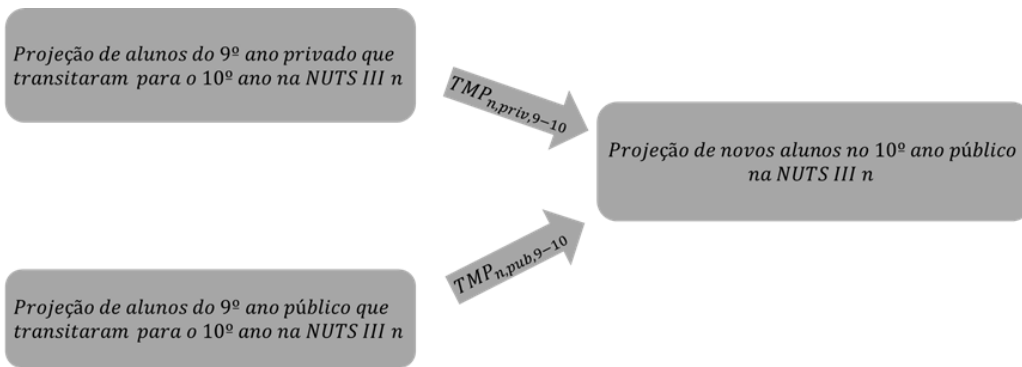 Projeção de alunos do 9º ano privado que
transitaram para o 10º ano na NUTS III n
TMP n,priv,9−10
Projeção de novos alunos no 10º ano público
na NUTS III n
TMP n,pub,9−10
Projeção de alunos do 9º ano público que
transitaram para o 10º ano na NUTS III n